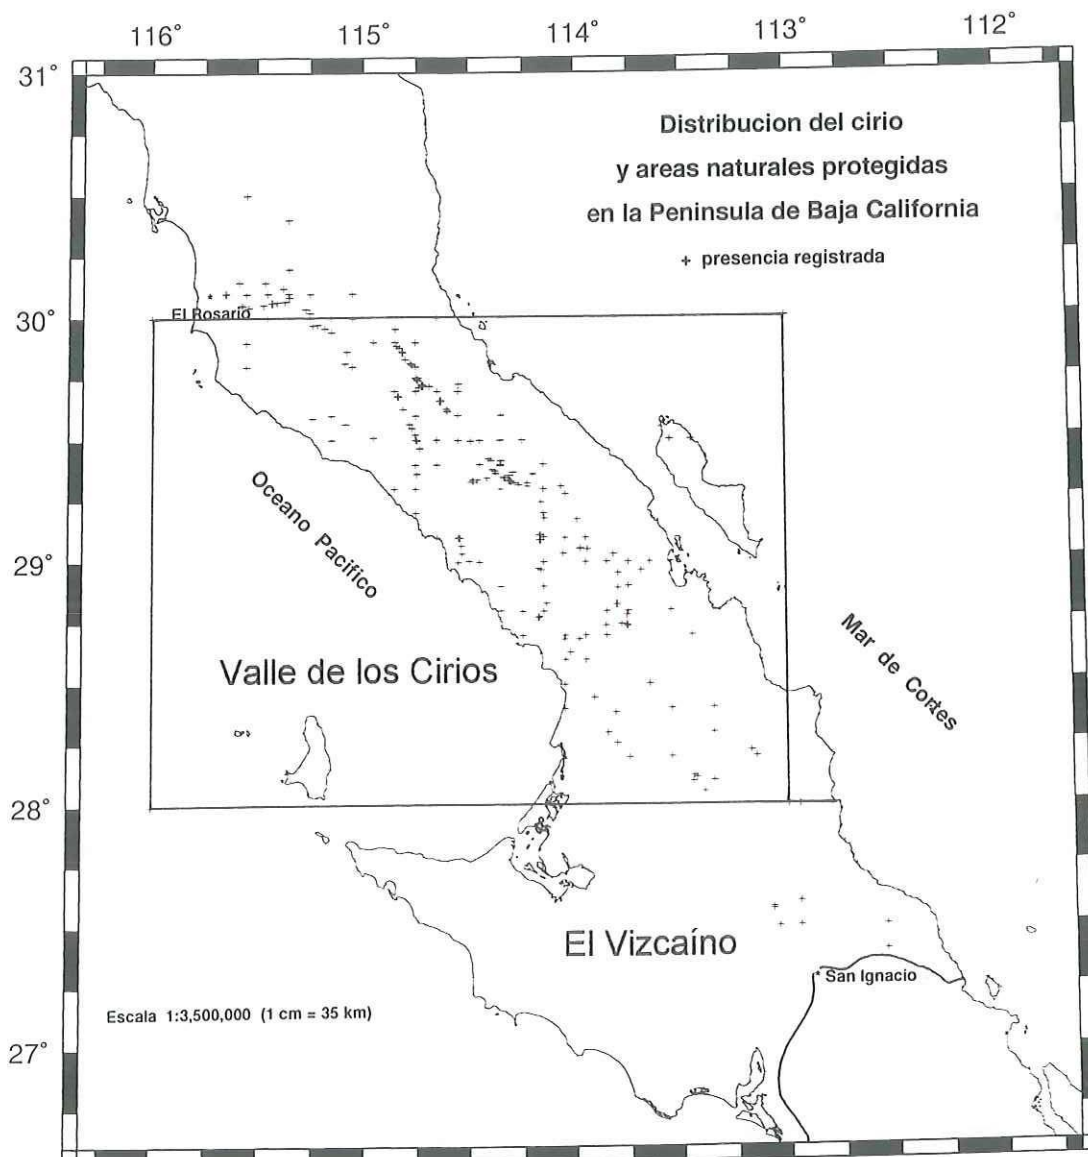 116° 115° 114° 113° 112°
31°
Distribucion del cirio
y areas naturales protegidas
en la Peninsula de Baja California
+ presencia registrada
30°
El Rosario
Oceano Pacifico
29°
Mar de Cortes
Valle de los Cirios
28°
El Vizcaíno
San Ignacio
Escala 1:3,500,000 (1 cm = 35 km)
27°